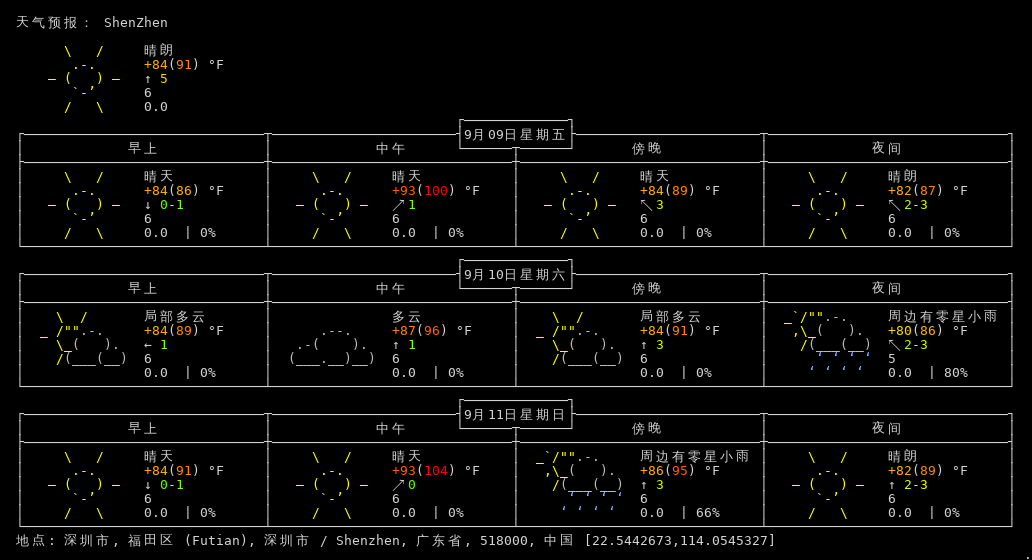 天气预报： ShenZhen
晴朗
+84(91) °F
↑ 5
6
0.0
9月09日星期五
早上 中午 傍晚 夜间
晴天 晴天 晴天 晴朗
+84(86) °F +93(100) °F +84(89) °F +82(87) °F
↓ 0-1 ↗ 1 ↖ 3 ↖ 2-3
6 6 6 6
0.0 | 0% 0.0 | 0% 0.0 | 0% 0.0 | 0%
9月10日星期六
早上 中午 傍晚 夜间
局部多云 多云 局部多云 周边有零星小雨
+84(89) °F +87(96) °F +84(91) °F +80(86) °F
← 1 ↑ 1 ↑ 3 ↖ 2-3
6 6 6 5
0.0 | 0% 0.0 | 0% 0.0 | 0% 0.0 | 80%
9月11日星期日
早上 中午 傍晚 夜间
晴天 晴天 周边有零星小雨 晴朗
+84(91) °F +93(104) °F +86(95) °F +82(89) °F
↓ 0-1 ↗ 0 ↑ 3 ↑ 2-3
6 6 6 6
0.0 | 0% 0.0 | 0% 0.0 | 66% 0.0 | 0%
地点: 深圳市, 福田区 (Futian), 深圳市 / Shenzhen, 广东省, 518000, 中国 [22.5442673,114.0545327]